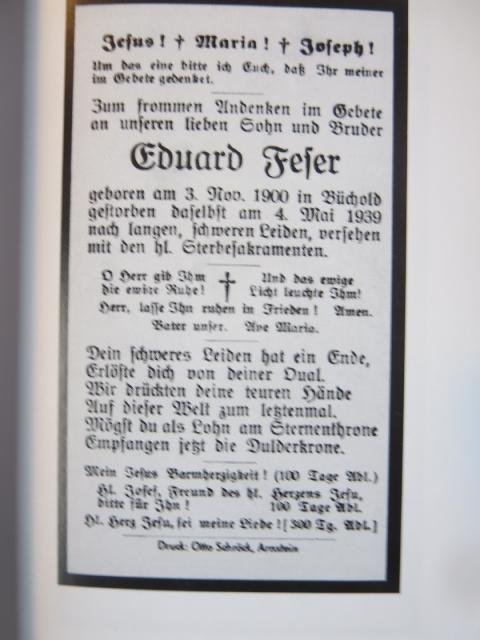 Jesus! † Maria! † Joseph!
Um das eine bitte ich Euch, daß Ihr meiner
im Gebete gedenket.
Zum frommen Andenken im Gebete
an unseren lieben Sohn und Bruder
Eduard Feser
geboren am 3. Nov. 1900 in Büchold
gestorben daselbst am 4. Mai 1939
nach langen, schweren Leiden, versehen
mit den hl. Sterbesakramenten.
O Herr gib Ihm † Und das ewige
die ewige Ruhe! Licht leuchte Ihm!
Herr, lasse Ihn ruhen in Frieden! Amen.
Vater unser. Ave Maria.
Dein schweres Leiden hat ein Ende,
Erlöste dich von deiner Qual.
Wir drückten deine teuren Hände
Auf dieser Welt zum letztenmal.
Mögst du als Lohn am Sternenthrone
Empfangen jetzt die Dulderkrone.
Mein Jesus Barmherzigkeit! (100 Tage Abl.)
Hl. Josef, Freund des hl. Herzens Jesu,
bitte für Ihn! 100 Tage Abl.
Hl. Herz Jesu, sei meine Liebe! [300 Tg. Abl.]
Druck: Otto Schröck, Arnstein